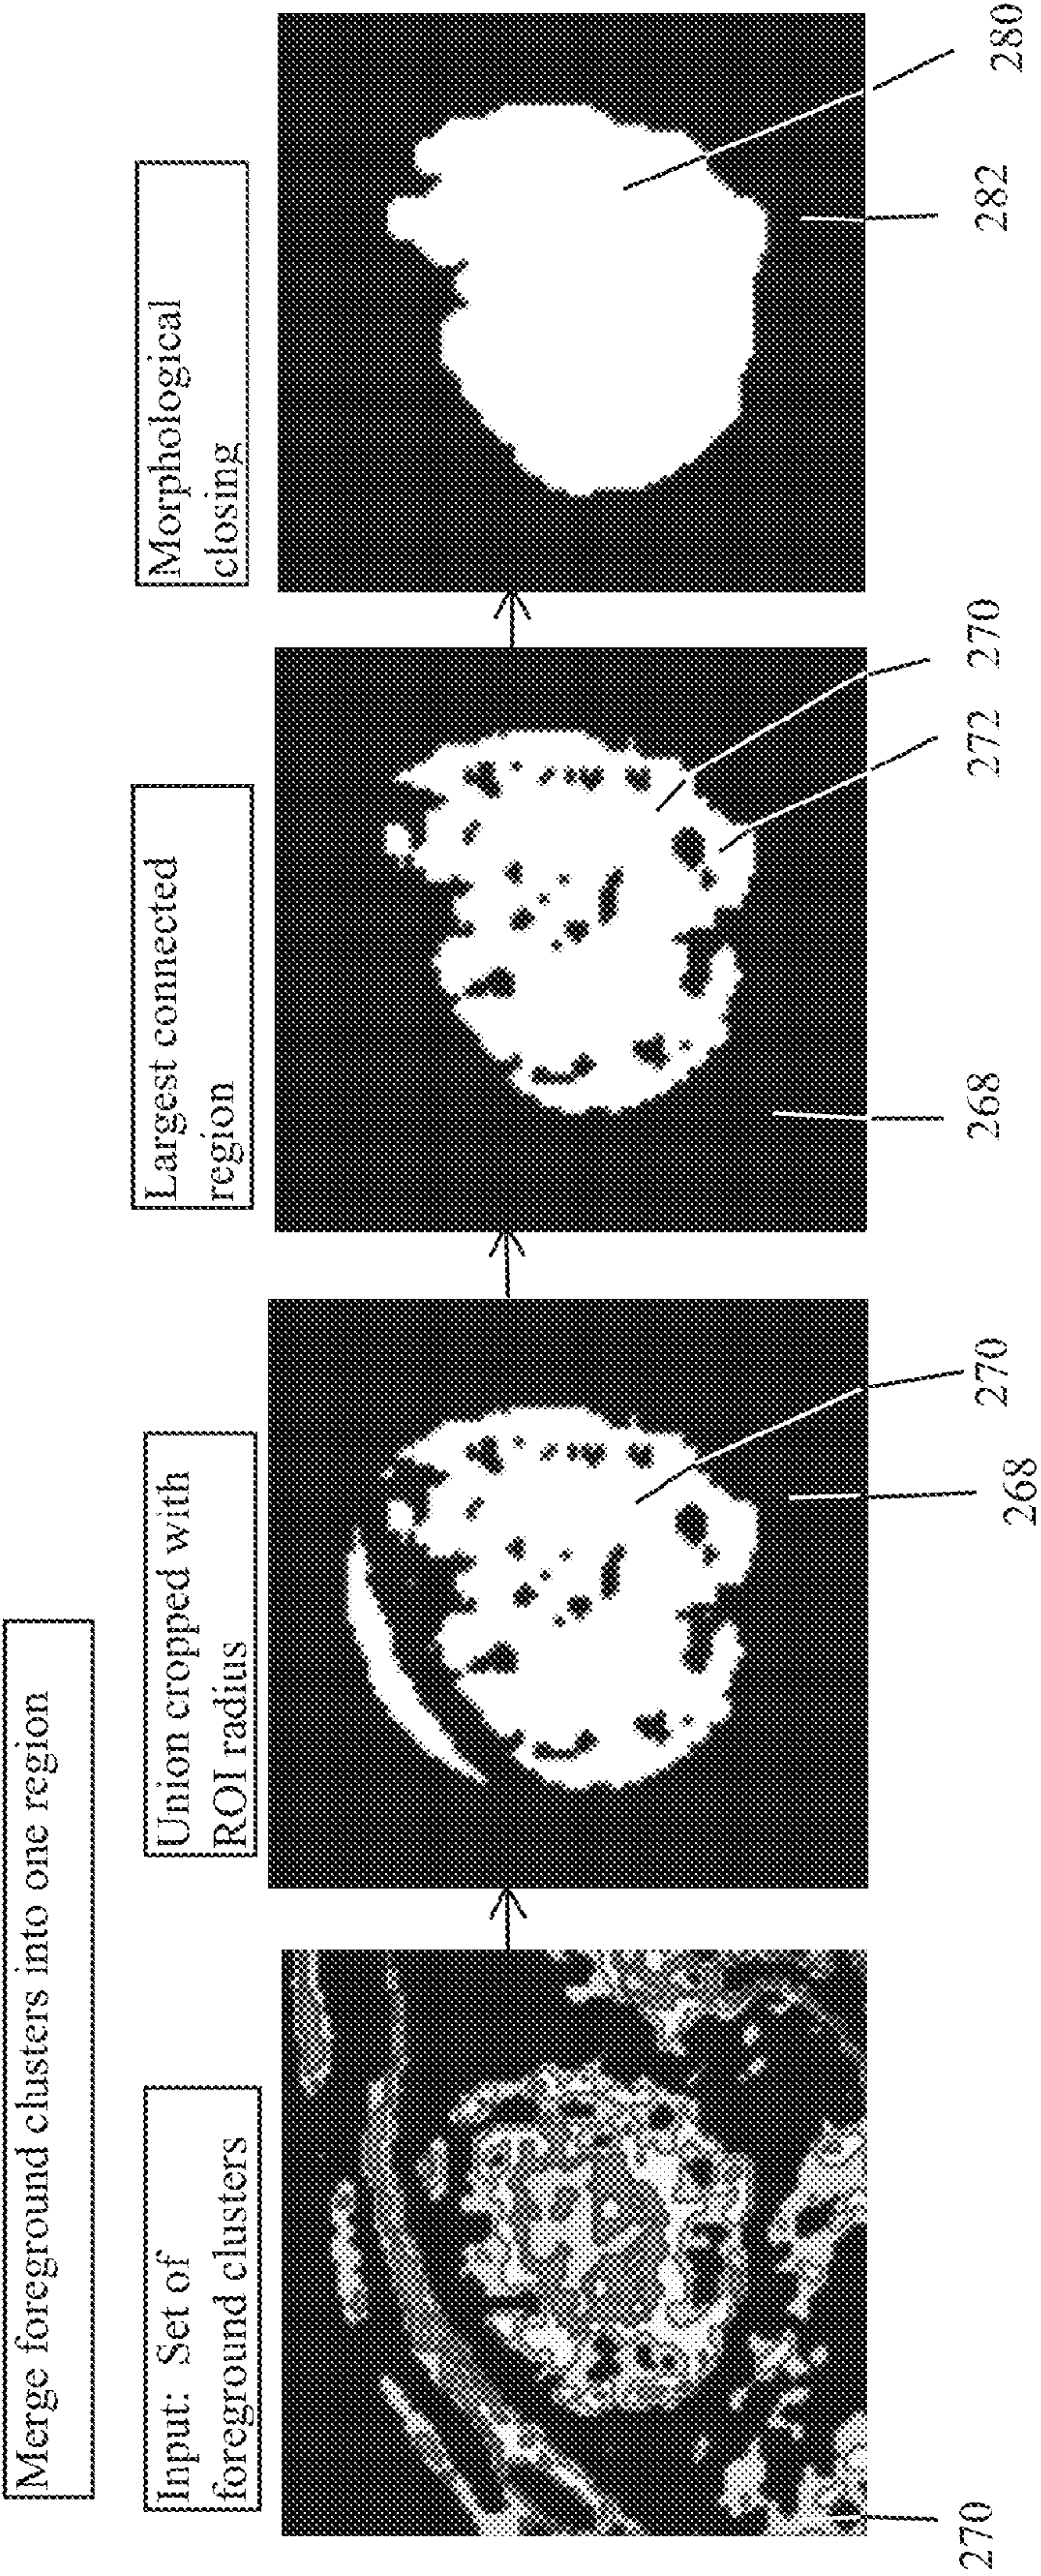 Merge foreground clusters into one region
Input: Set of
foreground clusters
Union cropped with
ROI radius
Largest connected
region
Morphological
closing
270
268
270
268
272
270
282
280